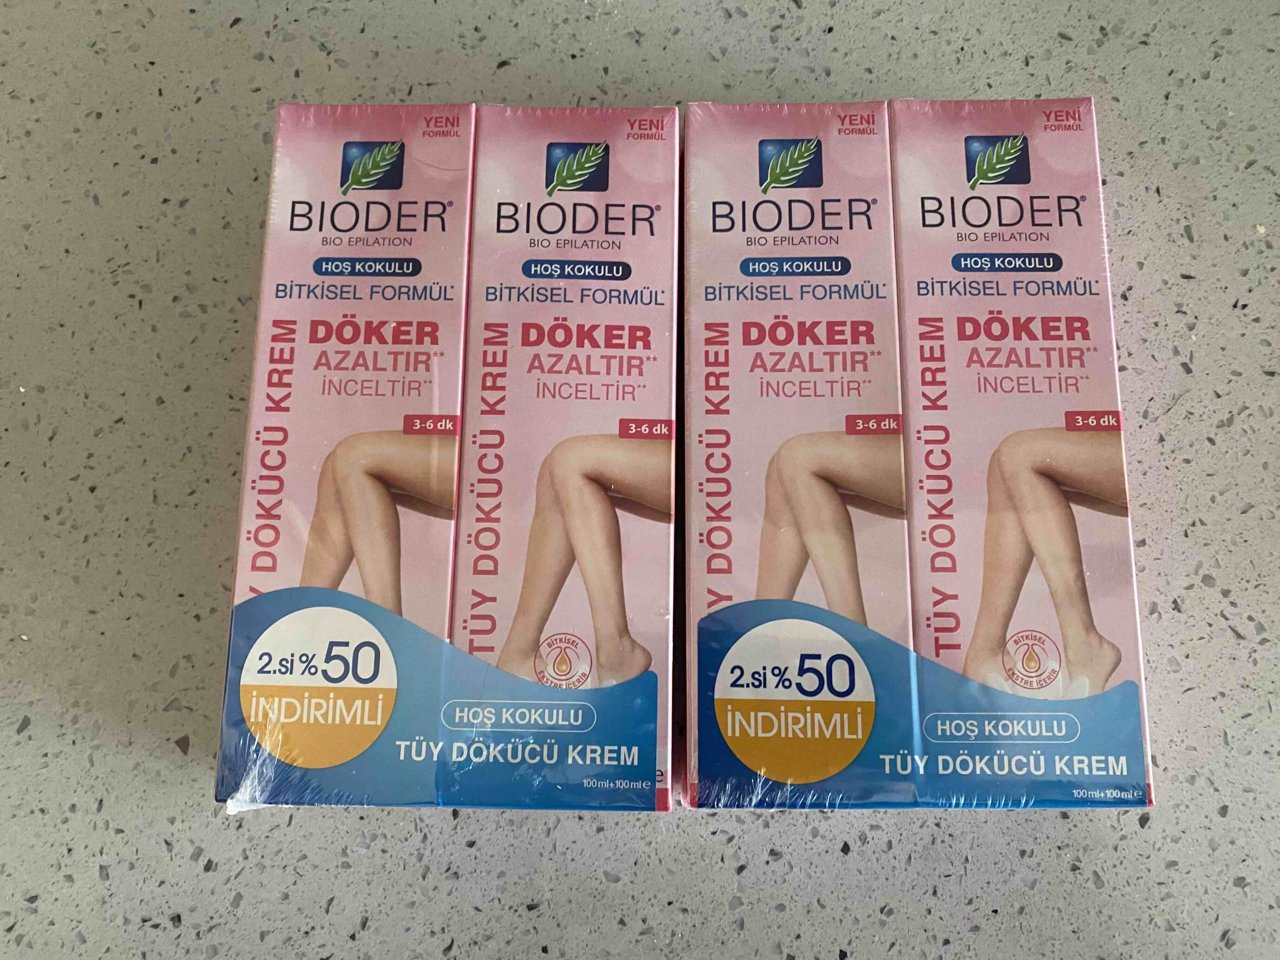 YENİ
FORMÜL
BIODER®
BIO EPILATION
HOŞ KOKULU
BİTKİSEL FORMÜL*
TÜY DÖKÜCÜ KREM
DÖKER
AZALTIR**
İNCELTİR**
3-6 dk
YENİ
FORMÜL
BIODER®
BIO EPILATION
HOŞ KOKULU
BİTKİSEL FORMÜL*
TÜY DÖKÜCÜ KREM
DÖKER
AZALTIR**
İNCELTİR**
3-6 dk
BİTKİSEL
EKSTRE İÇERİR
2.si %50
İNDİRİMLİ
HOŞ KOKULU
TÜY DÖKÜCÜ KREM
100 ml+100 ml e
YENİ
FORMÜL
BIODER®
BIO EPILATION
HOŞ KOKULU
BİTKİSEL FORMÜL*
TÜY DÖKÜCÜ KREM
DÖKER
AZALTIR**
İNCELTİR**
3-6 dk
YENİ
FORMÜL
BIODER®
BIO EPILATION
HOŞ KOKULU
BİTKİSEL FORMÜL*
TÜY DÖKÜCÜ KREM
DÖKER
AZALTIR**
İNCELTİR**
3-6 dk
BİTKİSEL
EKSTRE İÇERİR
2.si %50
İNDİRİMLİ
HOŞ KOKULU
TÜY DÖKÜCÜ KREM
100 ml+100 ml e